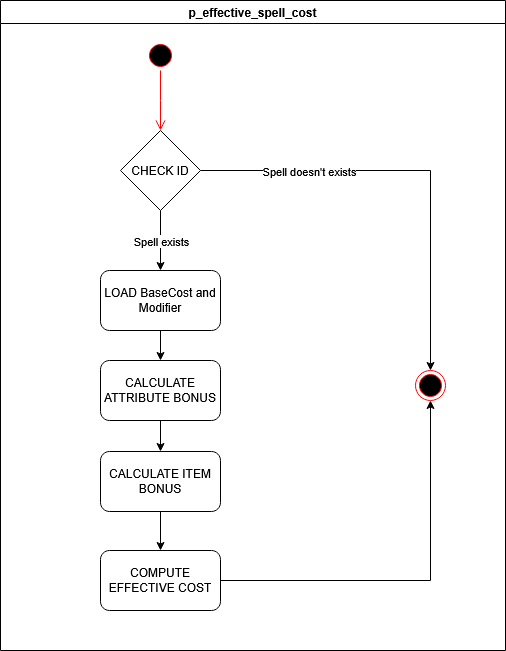 p_effective_spell_cost
CHECK ID
Spell doesn't exists
Spell exists
LOAD BaseCost and
Modifier
CALCULATE
ATTRIBUTE BONUS
CALCULATE ITEM
BONUS
COMPUTE
EFFECTIVE COST